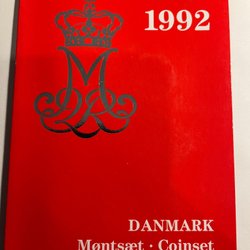 1992
DANMARK
Møntsæt · Coinset